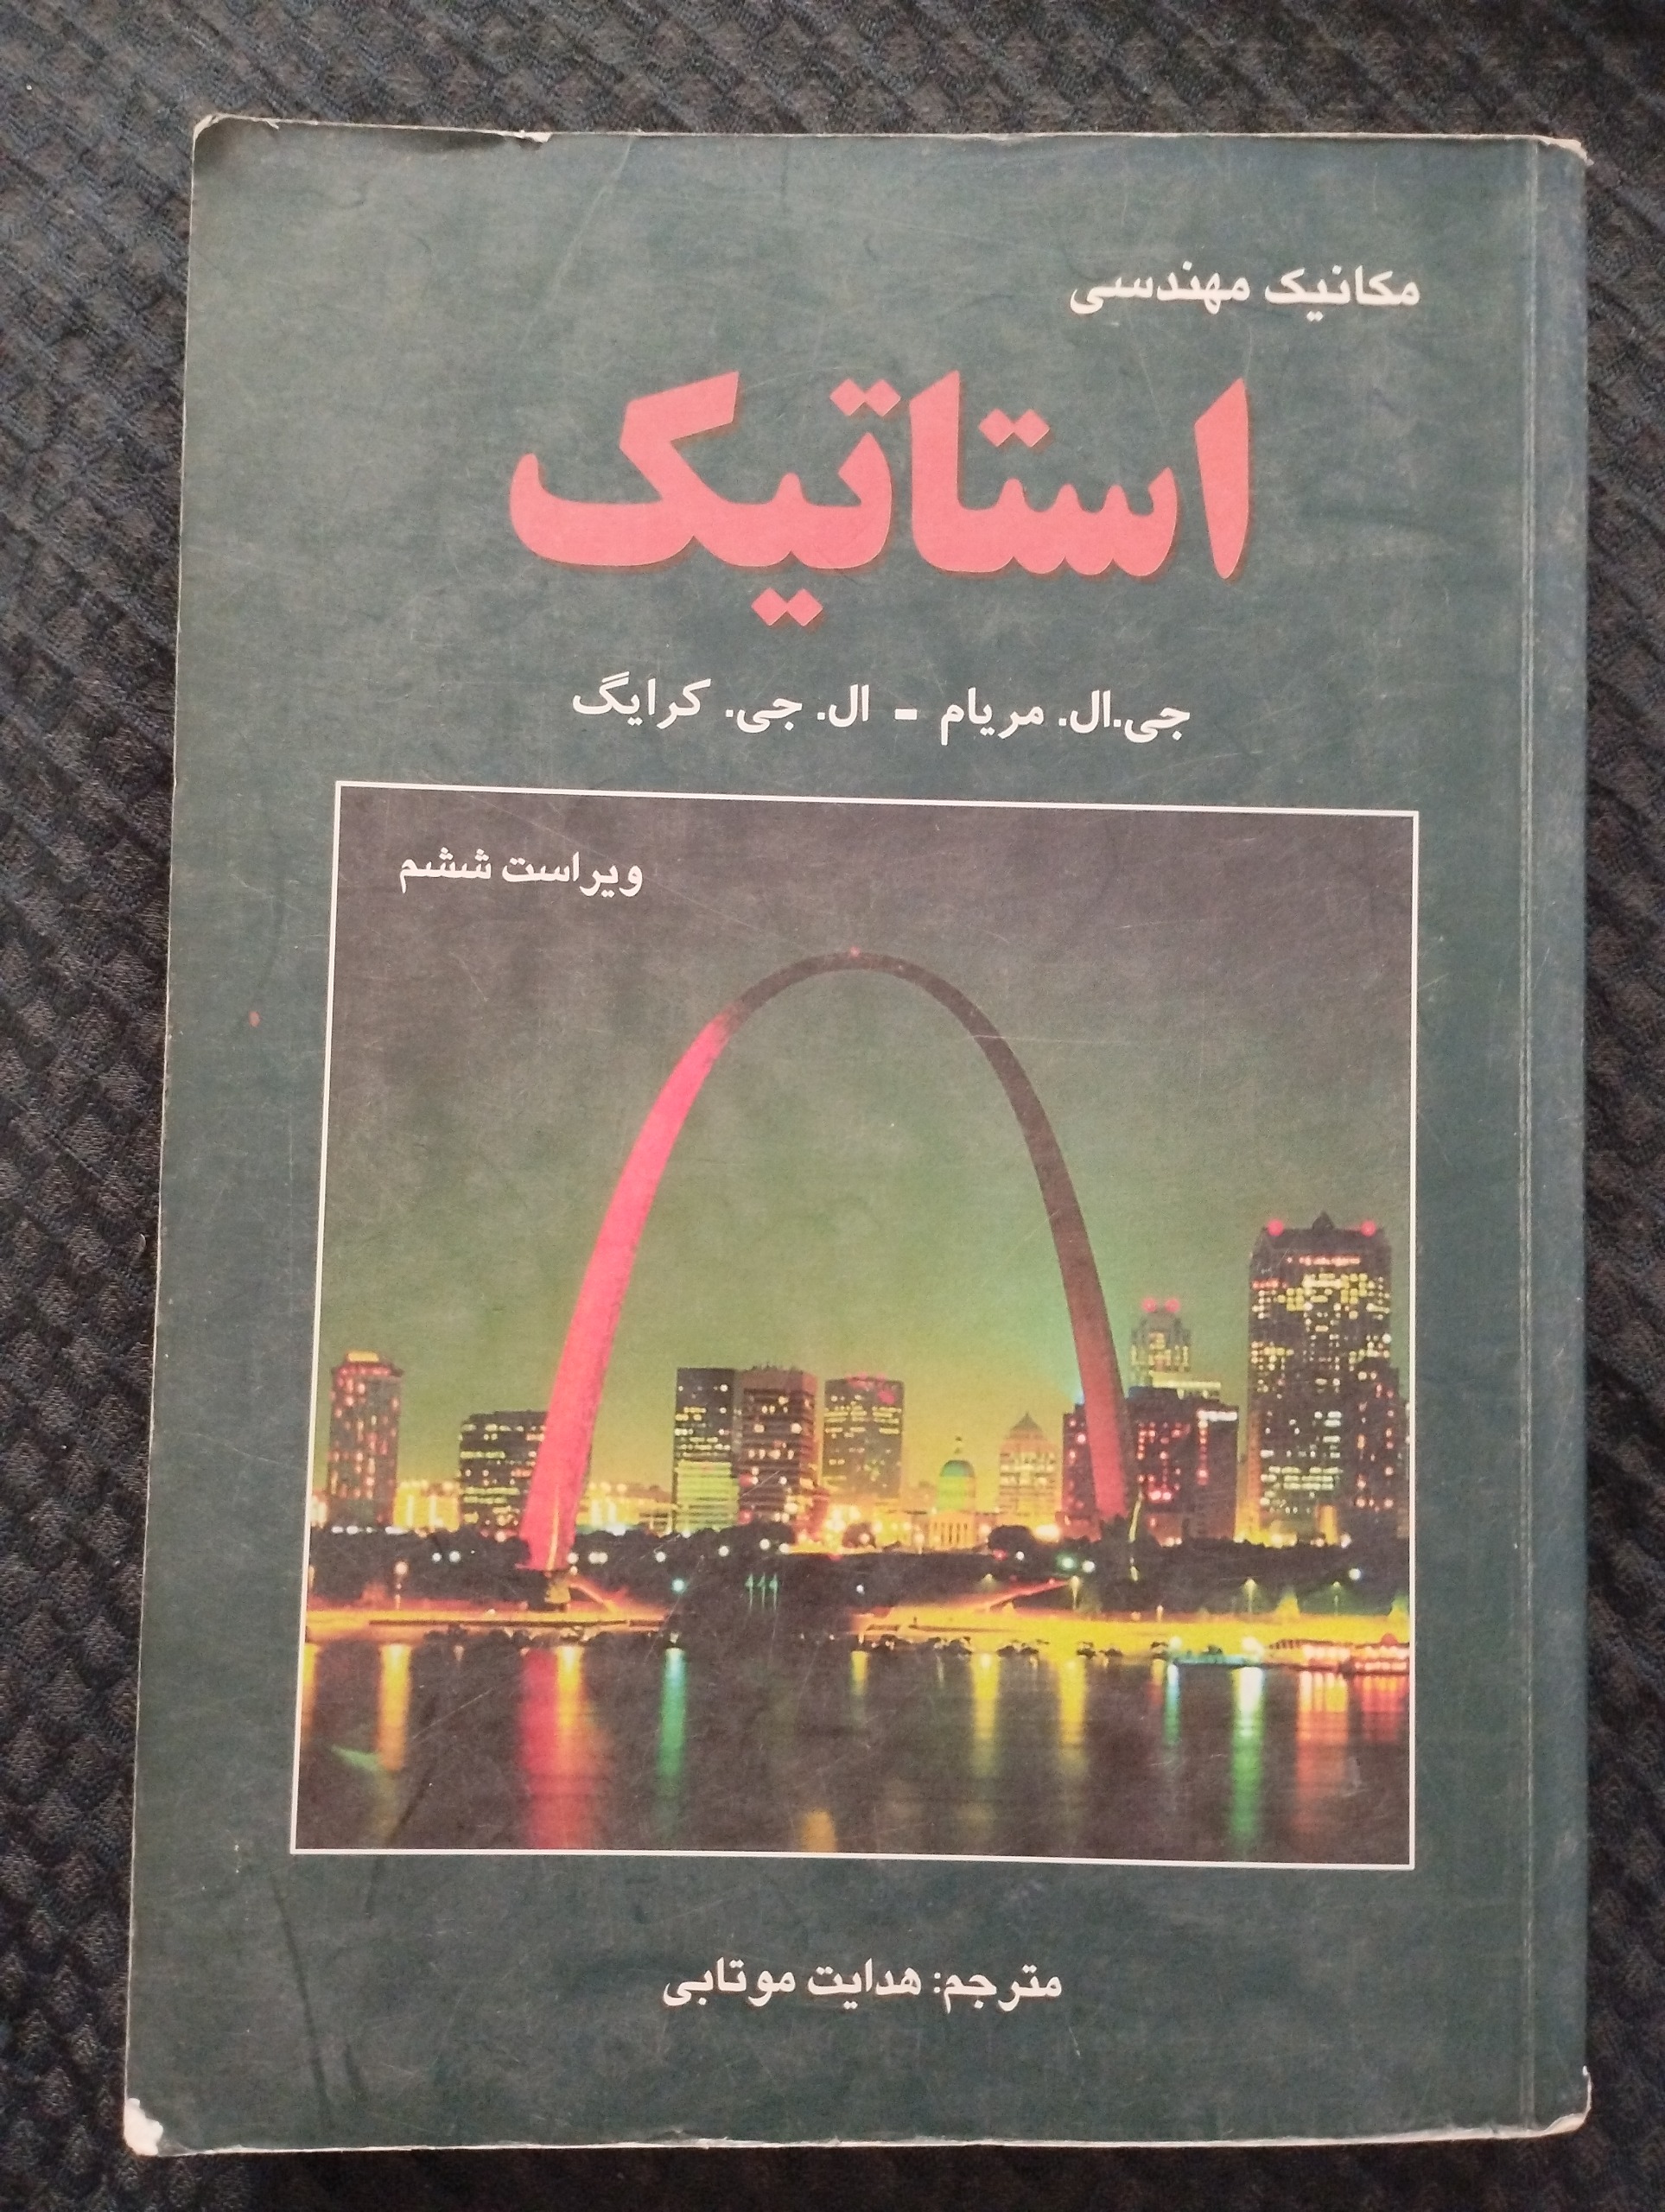 مکانیک مهندسی
استاتیک
جی.ال. مریام - ال. جی. کرایگ
ویراست ششم
مترجم: هدایت موتابی